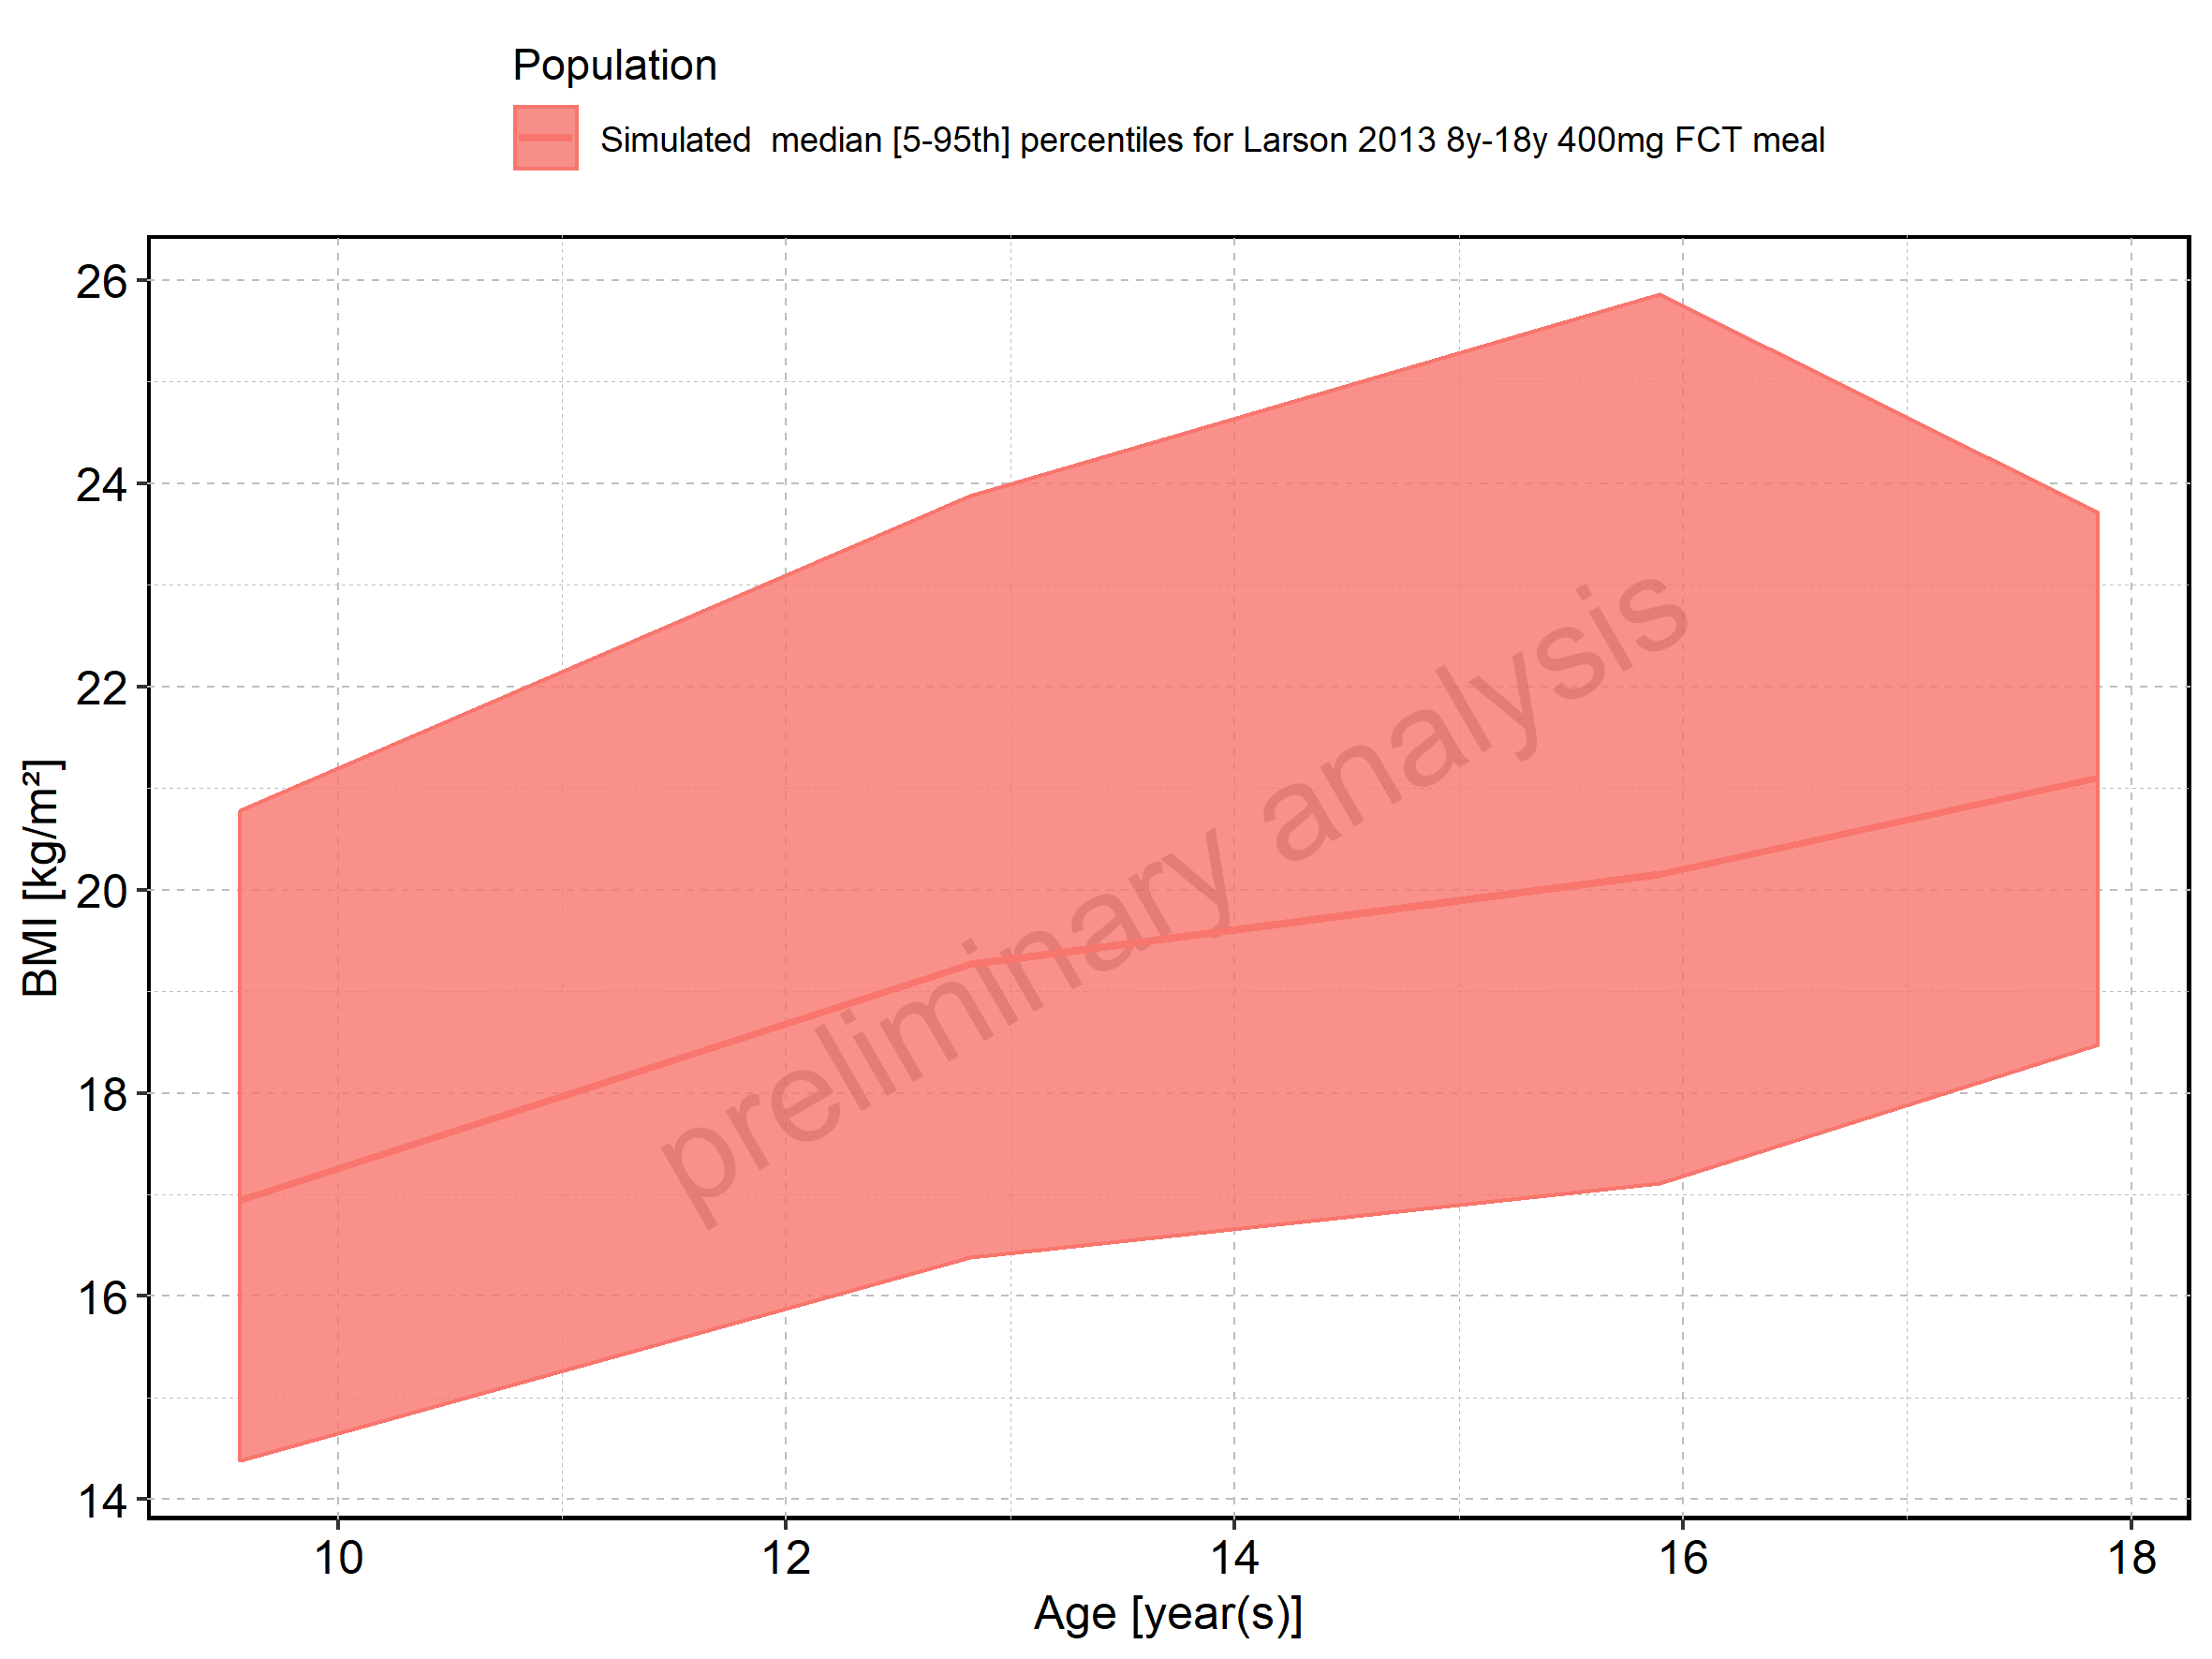 Population
Simulated  median [5-95th] percentiles for Larson 2013 8y-18y 400mg FCT meal
26
24
22
20
18
16
14
BMI [kg/m²]
preliminary analysis
10 12 14 16 18
Age [year(s)]